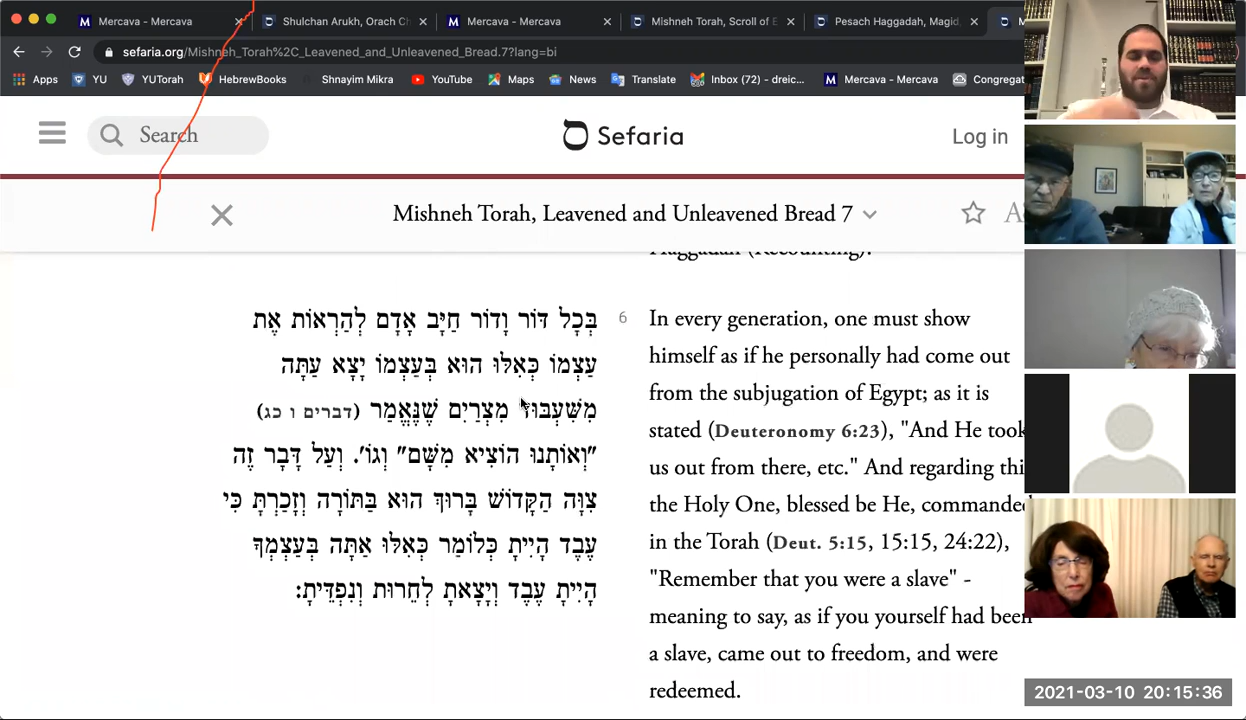 Mercava - Mercava
Shulchan Arukh, Orach Ch
Mercava - Mercava
Mishneh Torah, Scroll of E
Pesach Haggadah, Magid,
M
sefaria.org/Mishneh_Torah%2C_Leavened_and_Unleavened_Bread.7?lang=bi
Apps YU YUTorah HebrewBooks Shnayim Mikra YouTube Maps News Translate Inbox (72) - dreic... Mercava - Mercava Congregat
Search
Sefaria
Log in
Mishneh Torah, Leavened and Unleavened Bread 7
A
Haggadah (Recounting).
בְּכָל דּוֹר וָדוֹר חַיָּב אָדָם לְהַרְאוֹת אֶת
עַצְמוֹ כְּאִלּוּ הוּא בְּעַצְמוֹ יָצָא עַתָּה
מִשִּׁעְבּוּד מִצְרַיִם שֶׁנֶּאֱמַר (דברים ו כג)
"וְאוֹתָנוּ הוֹצִיא מִשָּׁם" וְגוֹ'. וְעַל דָּבָר זֶה
צִוָּה הַקָּדוֹשׁ בָּרוּךְ הוּא בַּתּוֹרָה וְזָכַרְתָּ כִּי
עֶבֶד הָיִיתָ כְּלוֹמַר כְּאִלּוּ אַתָּה בְּעַצְמְךָ
הָיִיתָ עֶבֶד וְיָצָאתָ לְחֵרוּת וְנִפְדֵּיתָ:
6
In every generation, one must show
himself as if he personally had come out
from the subjugation of Egypt; as it is
stated (Deuteronomy 6:23), "And He took
us out from there, etc." And regarding thi
the Holy One, blessed be He, commanded
in the Torah (Deut. 5:15, 15:15, 24:22),
"Remember that you were a slave" -
meaning to say, as if you yourself had been
a slave, came out to freedom, and were
redeemed.
2021-03-10 20:15:36